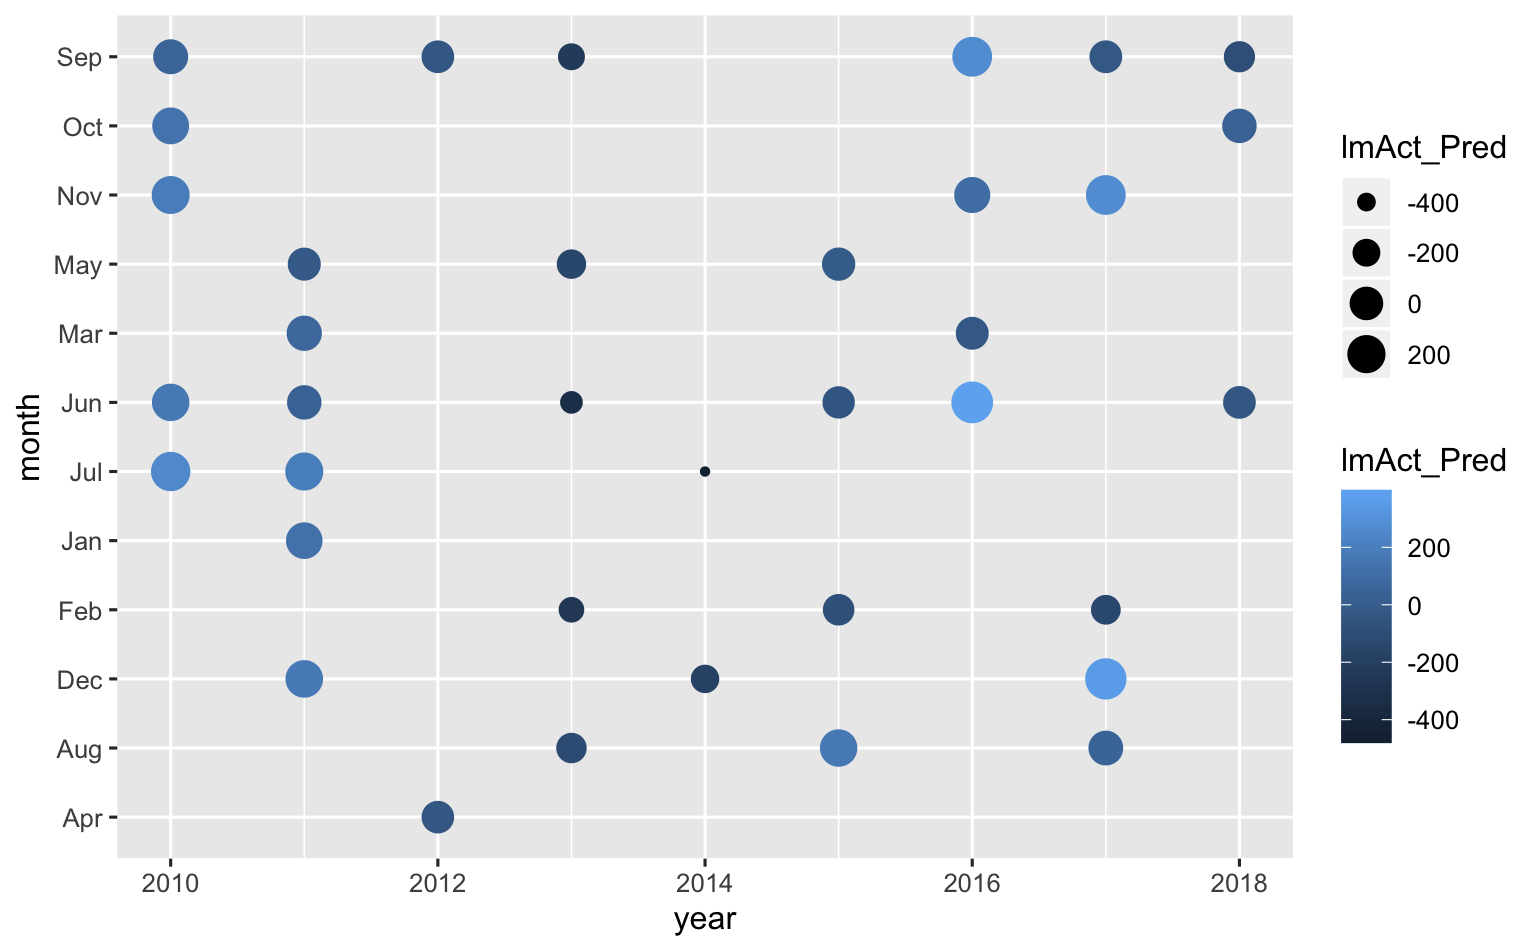 Sep
Oct
Nov
May
Mar
Jun
Jul
Jan
Feb
Dec
Aug
Apr
month
2010
2012
2014
2016
2018
year
lmAct_Pred
-400
-200
0
200
lmAct_Pred
200
0
-200
-400